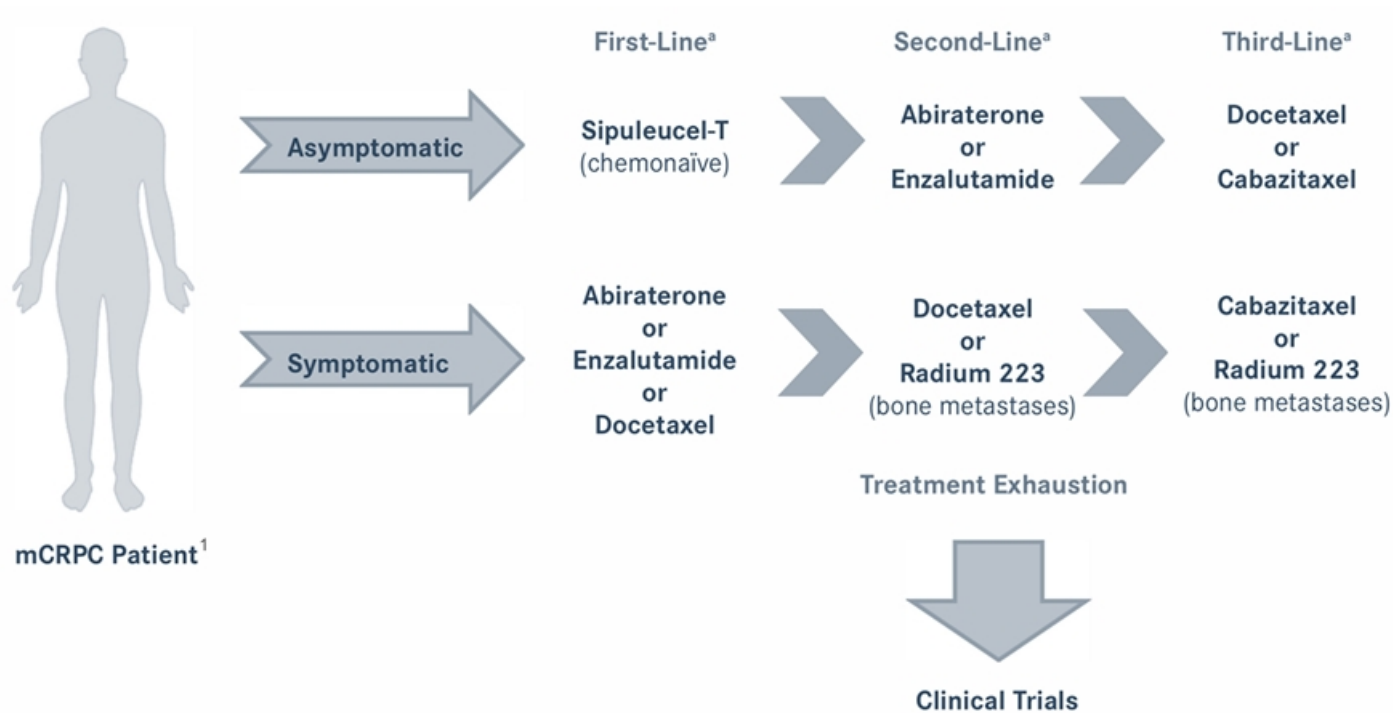 First-Lineᵃ
Second-Lineᵃ
Third-Lineᵃ
Asymptomatic
Sipuleucel-T
(chemonaïve)
Abiraterone
or
Enzalutamide
Docetaxel
or
Cabazitaxel
Symptomatic
Abiraterone
or
Enzalutamide
or
Docetaxel
Docetaxel
or
Radium 223
(bone metastases)
Cabazitaxel
or
Radium 223
(bone metastases)
Treatment Exhaustion
mCRPC Patient¹
Clinical Trials